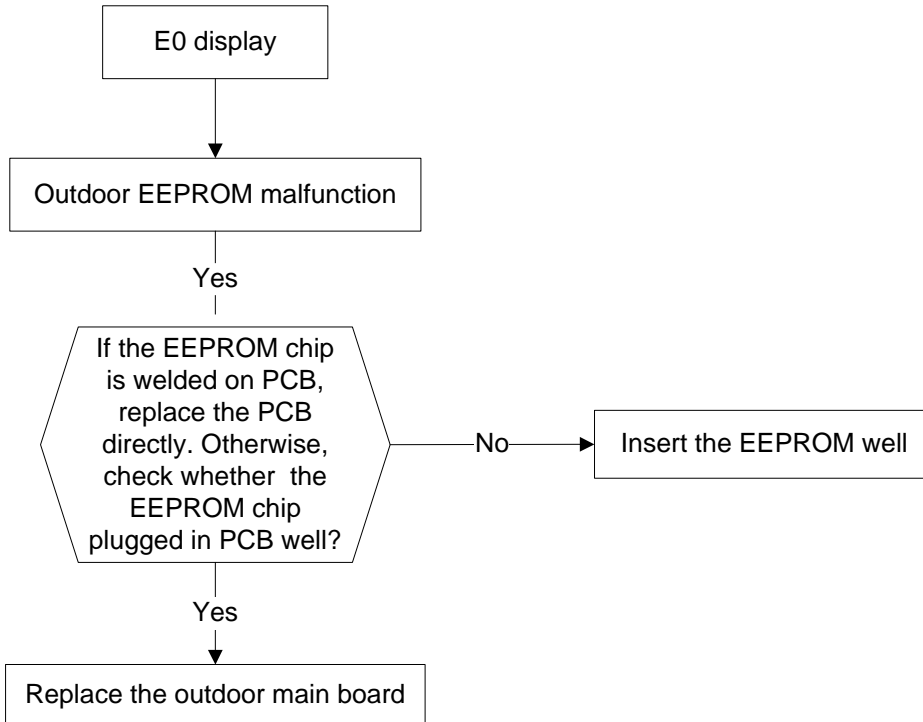 E0 display
Outdoor EEPROM malfunction
Yes
If the EEPROM chip
is welded on PCB,
replace the PCB
directly. Otherwise,
check whether  the
EEPROM chip
plugged in PCB well?
No
Insert the EEPROM well
Yes
Replace the outdoor main board